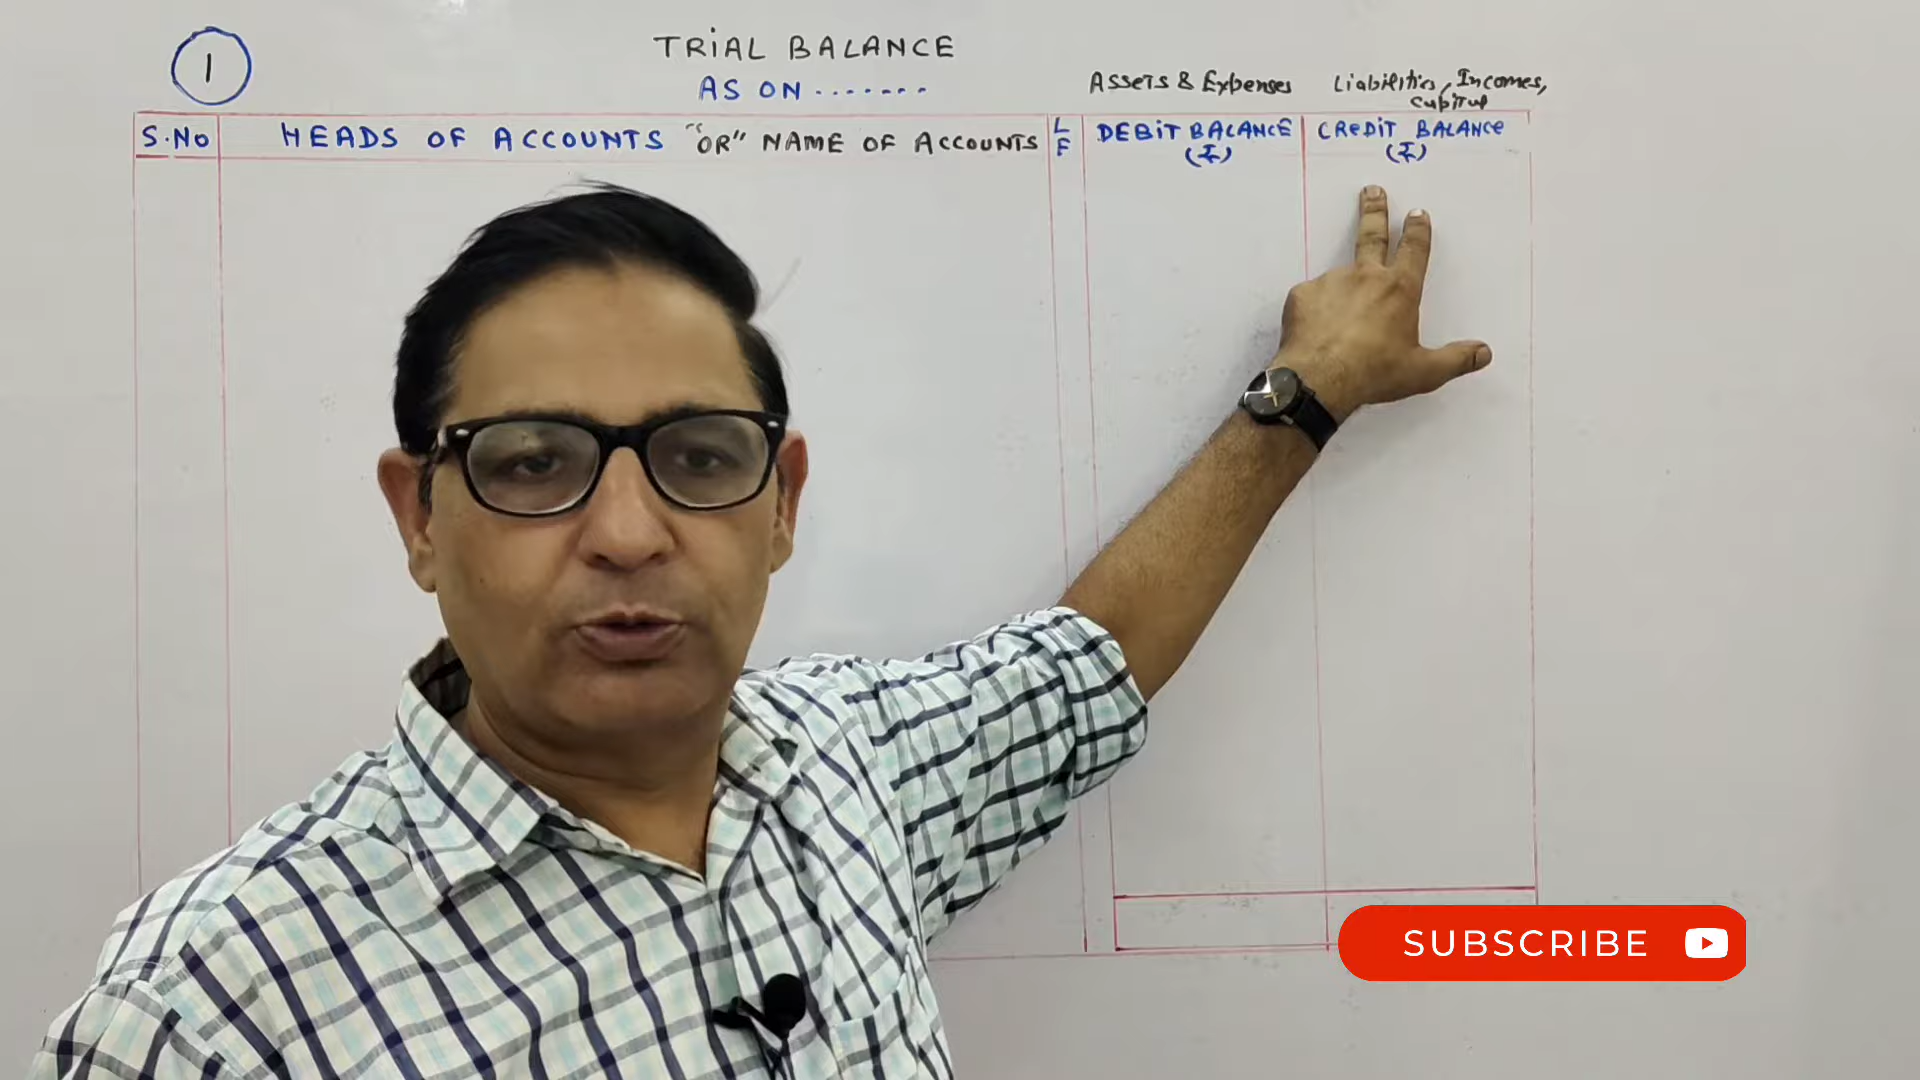 1
TRIAL BALANCE
AS ON .......
Assets & Expenses
Liabilities, Incomes,
Capital
S.No
HEADS OF ACCOUNTS "OR" NAME OF ACCOUNTS
L
F
DEBIT BALANCE
(₹)
CREDIT BALANCE
(₹)
SUBSCRIBE